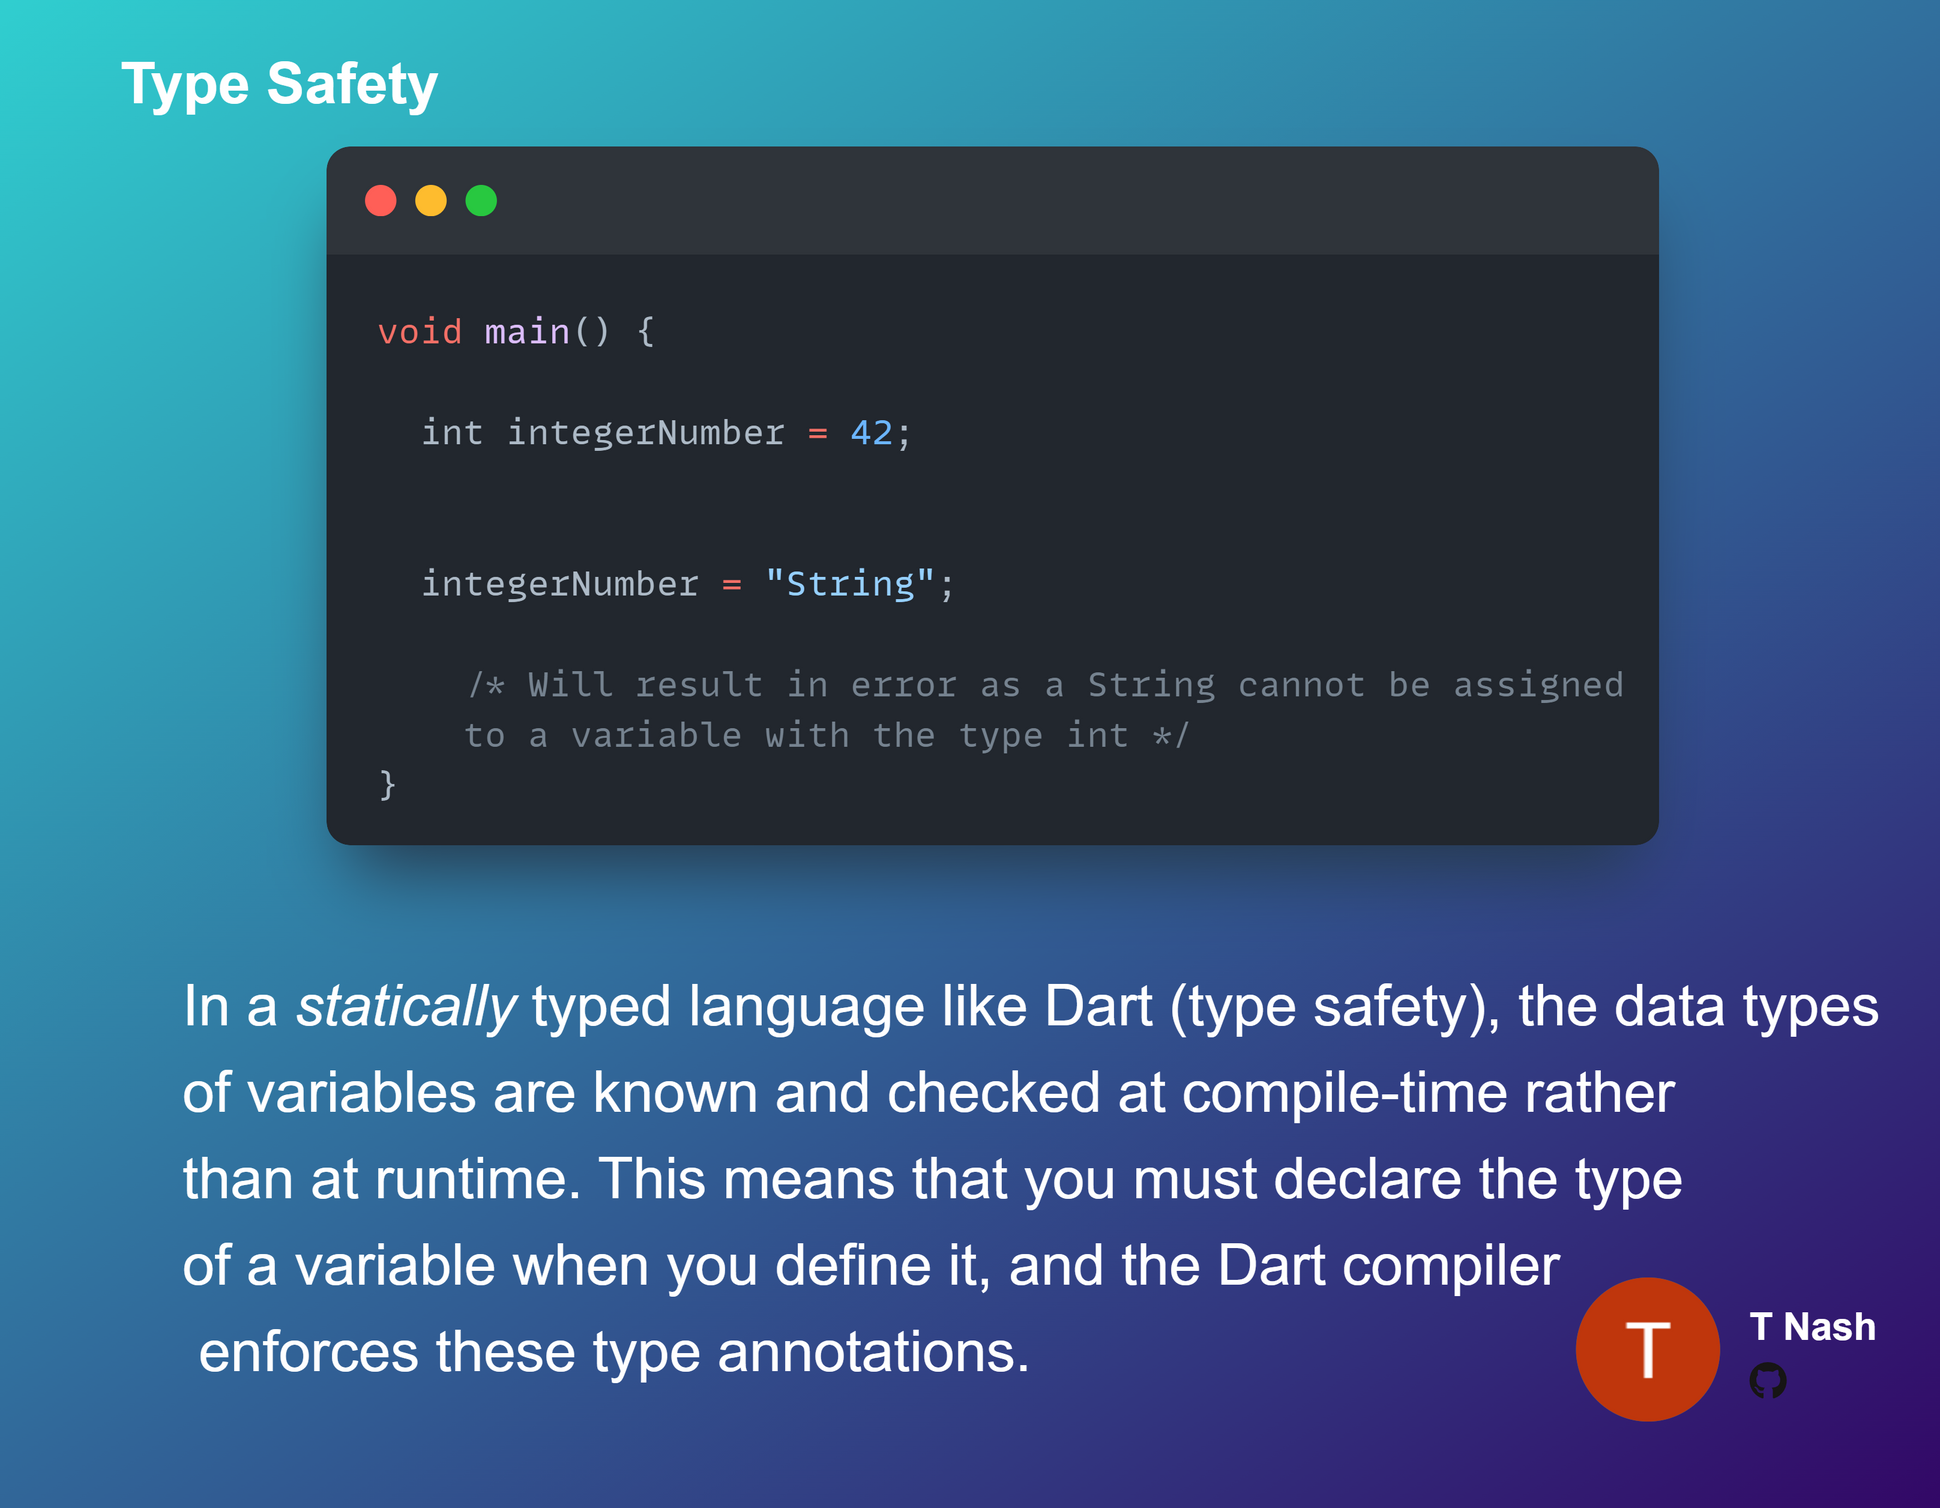 Type Safety
void main() {
int integerNumber = 42;
integerNumber = "String";
/* Will result in error as a String cannot be assigned
to a variable with the type int */
}
In a statically typed language like Dart (type safety), the data types
of variables are known and checked at compile-time rather
than at runtime. This means that you must declare the type
of a variable when you define it, and the Dart compiler
enforces these type annotations.
T
T Nash